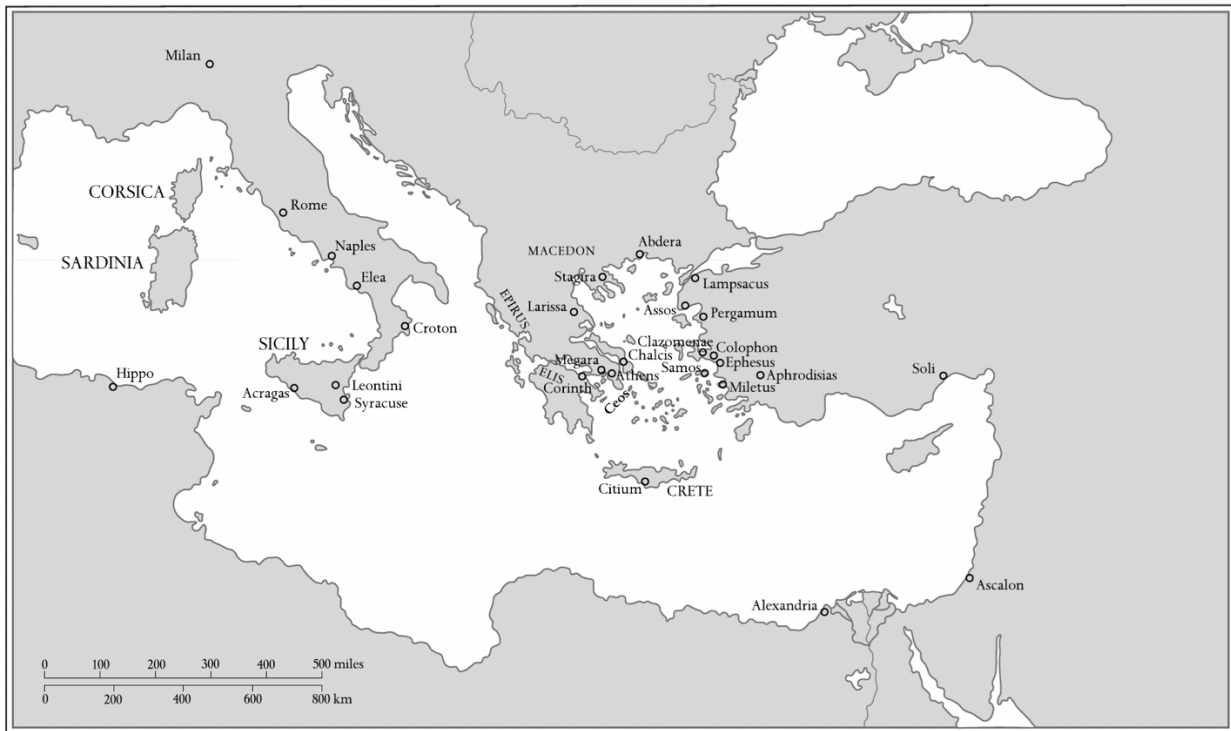 Milan
CORSICA
Rome
MACEDON
Abdera
Naples
SARDINIA
Stagira
Elea
Lampsacus
EPIRUS
Larissa
Assos
Pergamum
Croton
SICILY
Clazomenae
Colophon
Chalcis
Megara
Ephesus
Hippo
ELIS
Athens
Samos
Aphrodisias
Soli
Leontini
Corinth
Miletus
Acragas
Ceos
Syracuse
Citium
CRETE
Ascalon
Alexandria
0 100 200 300 400 500 miles
0 200 400 600 800 km